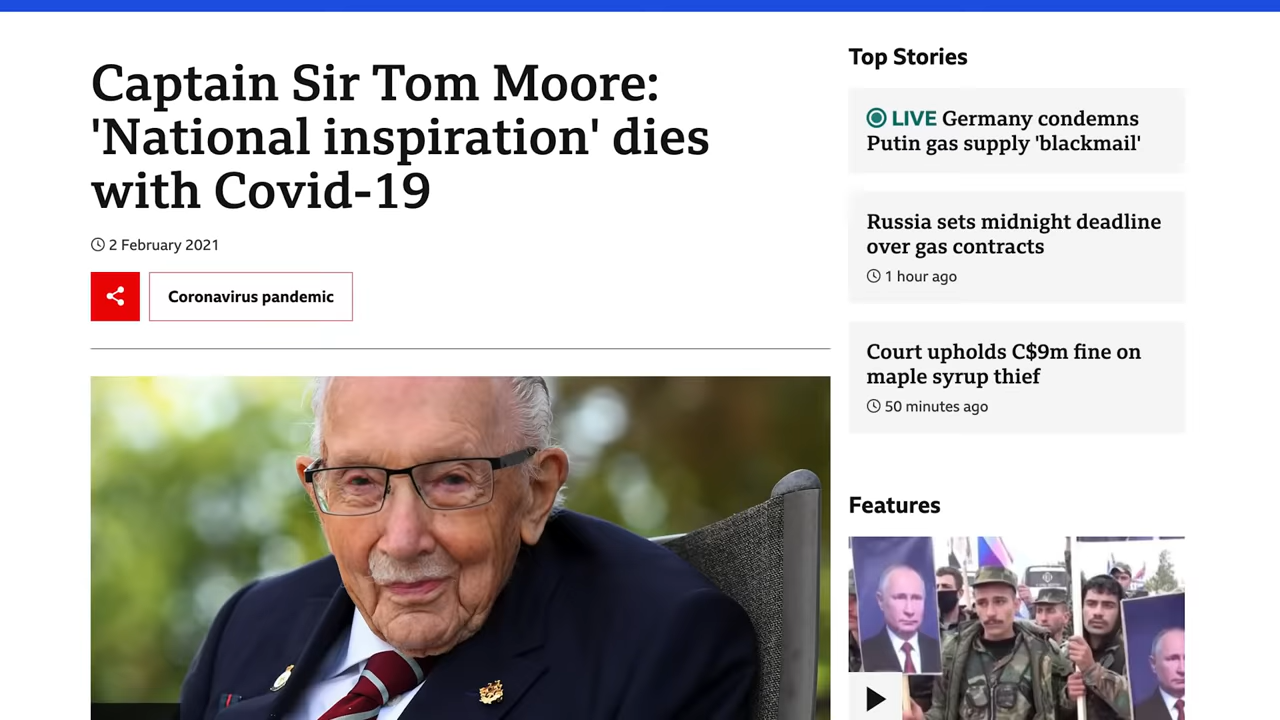 Captain Sir Tom Moore:
'National inspiration' dies
with Covid-19
2 February 2021
Coronavirus pandemic
Top Stories
LIVE Germany condemns
Putin gas supply 'blackmail'
Russia sets midnight deadline
over gas contracts
1 hour ago
Court upholds C$9m fine on
maple syrup thief
50 minutes ago
Features